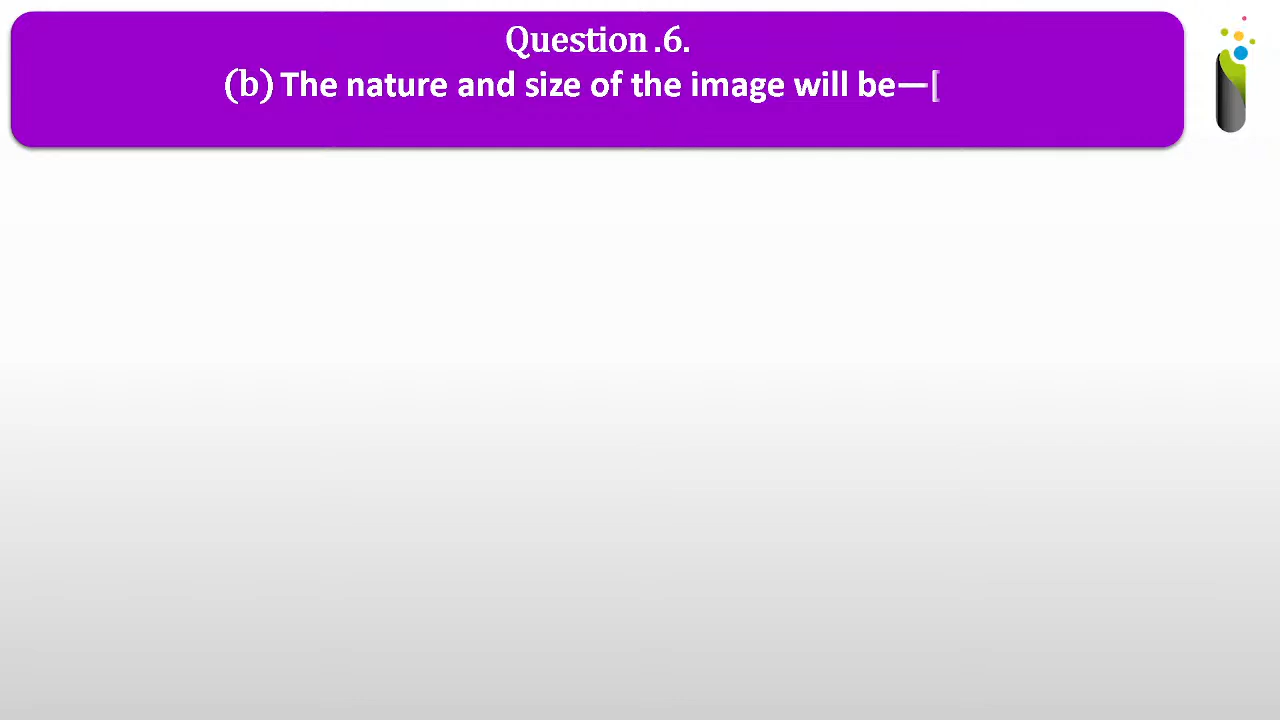 Question .6.
(b) The nature and size of the image will be—[